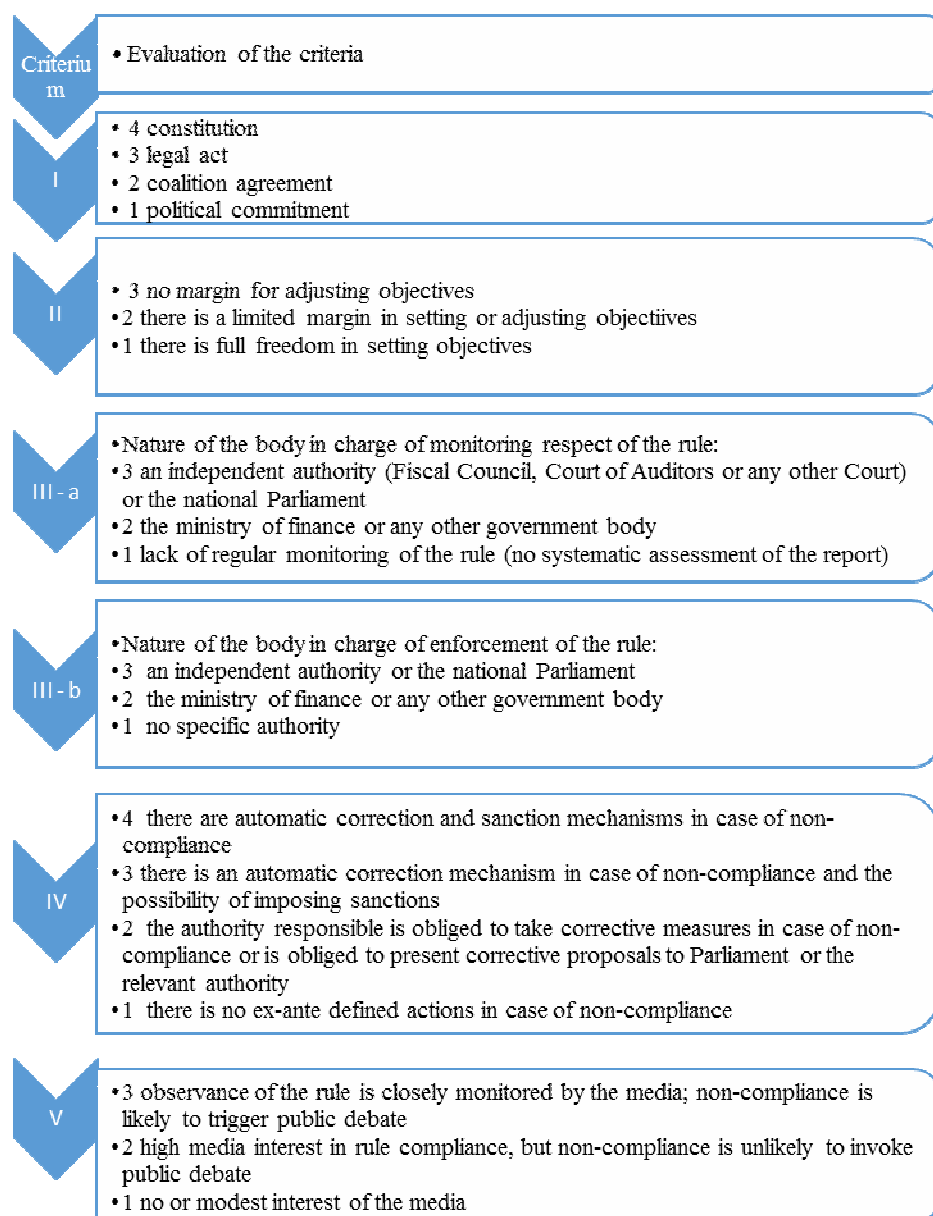 Criteriu
m
• Evaluation of the criteria
I
• 4 constitution
• 3 legal act
• 2 coalition agreement
• 1 political commitment
II
• 3 no margin for adjusting objectives
• 2 there is a limited margin in setting or adjusting objectiives
• 1 there is full freedom in setting objectives
III - a
• Nature of the body in charge of monitoring respect of the rule:
• 3 an independent authority (Fiscal Council, Court of Auditors or any other Court)
or the national Parliament
• 2 the ministry of finance or any other government body
• 1 lack of regular monitoring of the rule (no systematic assessment of the report)
III - b
• Nature of the body in charge of enforcement of the rule:
• 3 an independent authority or the national Parliament
• 2 the ministry of finance or any other government body
• 1 no specific authority
IV
• 4 there are automatic correction and sanction mechanisms in case of non-
compliance
• 3 there is an automatic correction mechanism in case of non-compliance and the
possibility of imposing sanctions
• 2 the authority responsible is obliged to take corrective measures in case of non-
compliance or is obliged to present corrective proposals to Parliament or the
relevant authority
• 1 there is no ex-ante defined actions in case of non-compliance
V
• 3 observance of the rule is closely monitored by the media; non-compliance is
likely to trigger public debate
• 2 high media interest in rule compliance, but non-compliance is unlikely to invoke
public debate
• 1 no or modest interest of the media